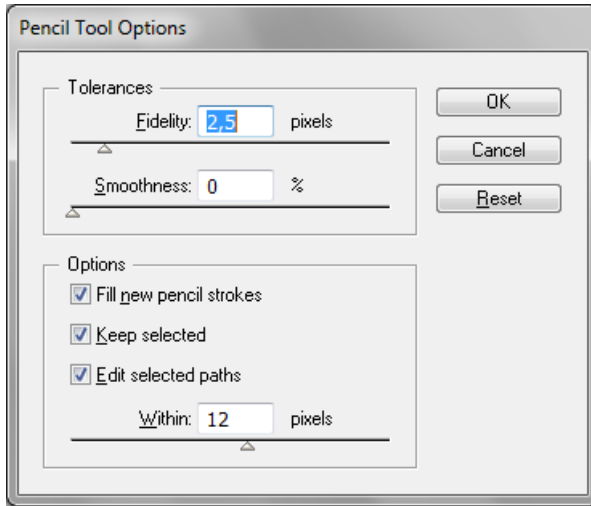 Pencil Tool Options
Tolerances
Fidelity: 2,5 pixels
Smoothness: 0 %
OK
Cancel
Reset
Options
Fill new pencil strokes
Keep selected
Edit selected paths
Within: 12 pixels